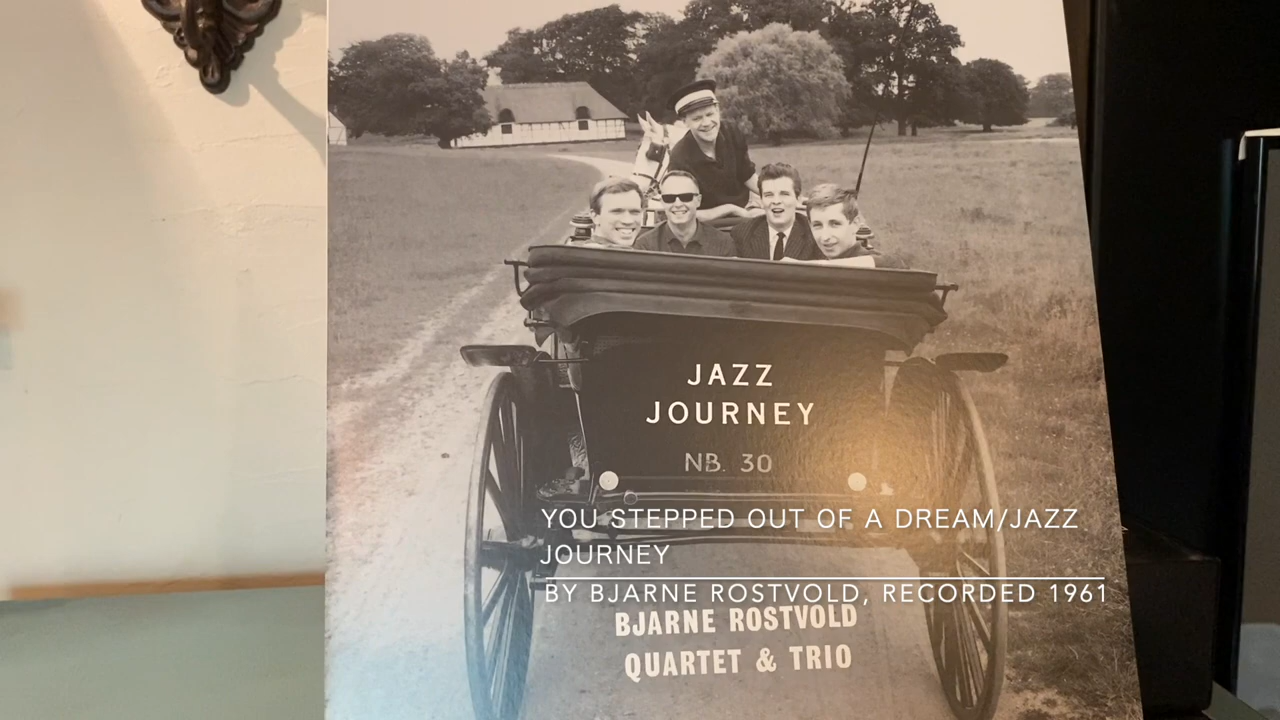 JAZZ
JOURNEY
NB. 30
YOU STEPPED OUT OF A DREAM/JAZZ
JOURNEY
BY BJARNE ROSTVOLD, RECORDED 1961
BJARNE ROSTVOLD
QUARTET & TRIO